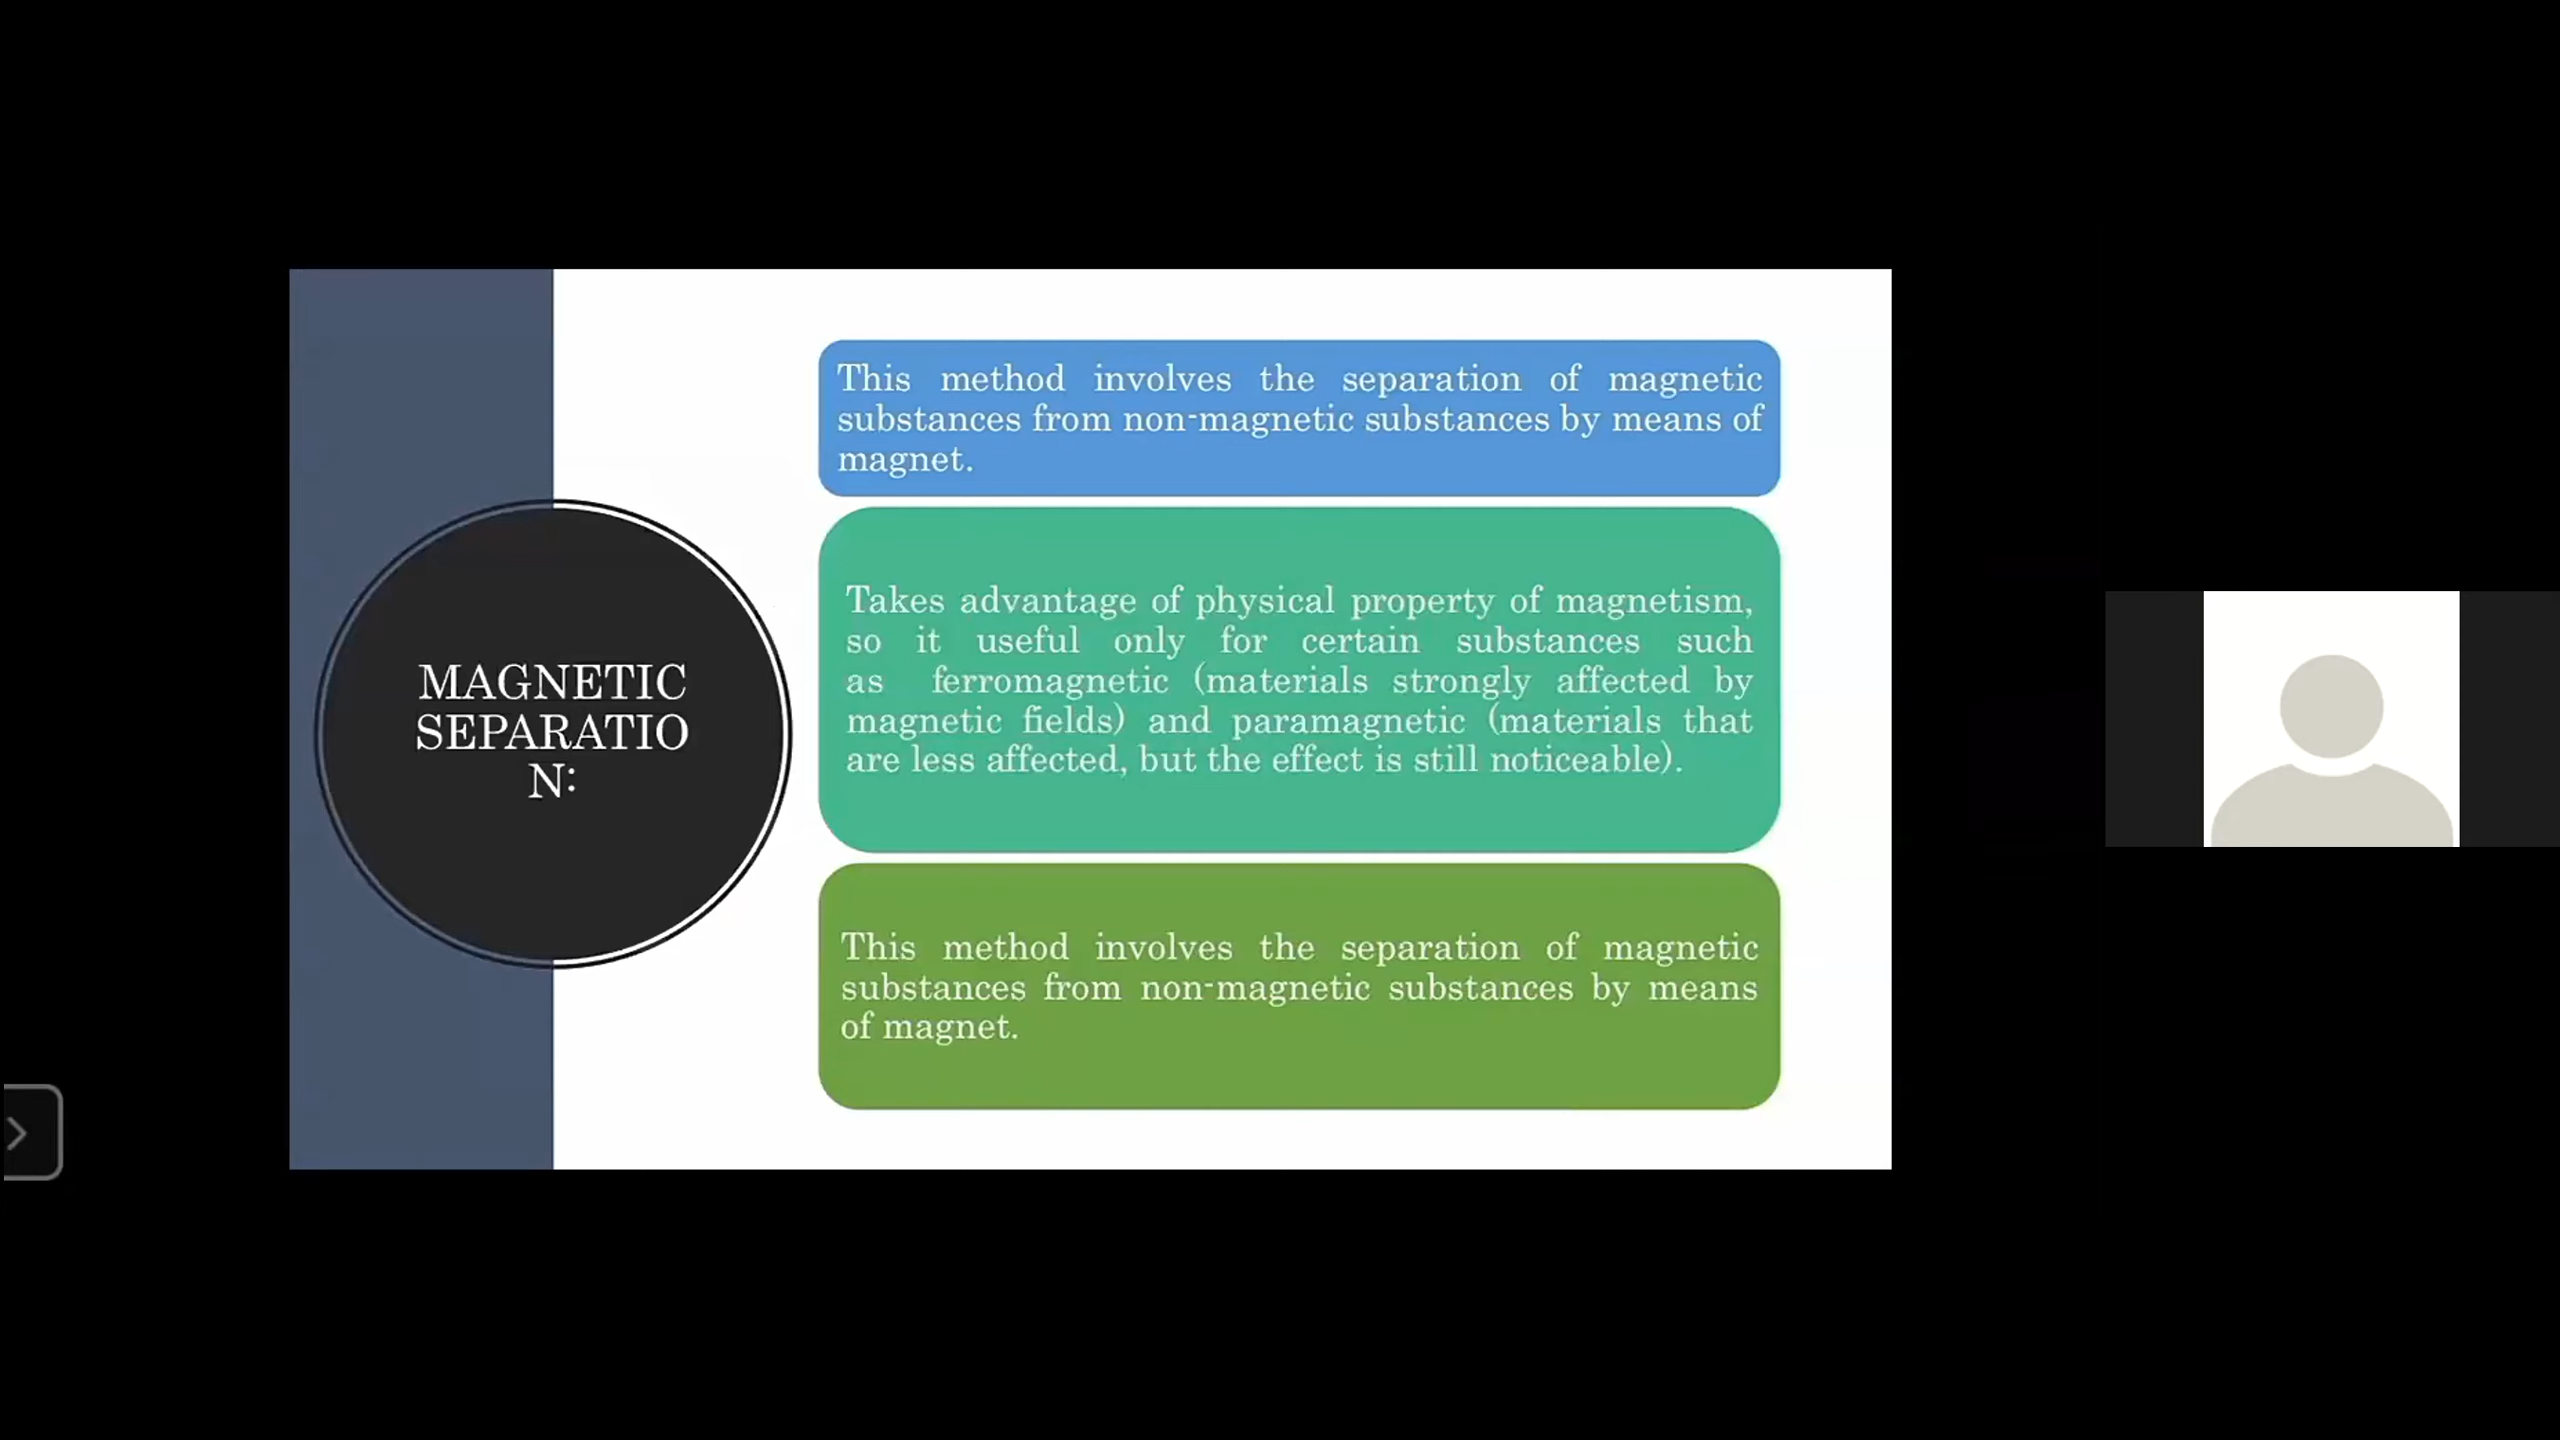 MAGNETIC
SEPARATIO
N:
This method involves the separation of magnetic
substances from non-magnetic substances by means of
magnet.
Takes advantage of physical property of magnetism,
so it useful only for certain substances such
as ferromagnetic (materials strongly affected by
magnetic fields) and paramagnetic (materials that
are less affected, but the effect is still noticeable).
This method involves the separation of magnetic
substances from non-magnetic substances by means
of magnet.